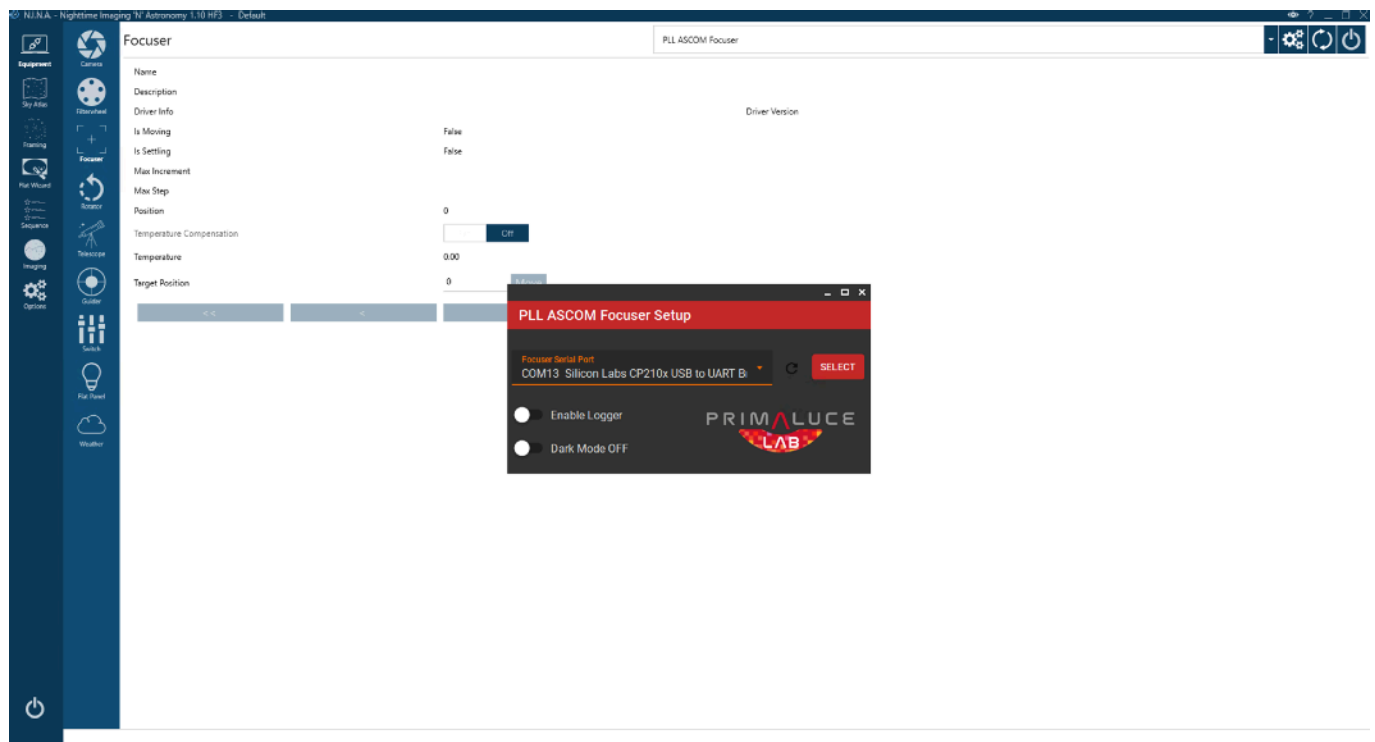 N.I.N.A. - Nighttime Imaging 'N' Astronomy 1.10 HF3 - Default
Equipment
Sky Atlas
Framing
Flat Wizard
Sequence
Imaging
Options
Camera
Filterwheel
Focuser
Rotator
Telescope
Guider
Switch
Flat Panel
Weather
Focuser
PLL ASCOM Focuser
Name
Description
Driver Info
Driver Version
Is Moving False
Is Settling False
Max Increment
Max Step
Position 0
Temperature Compensation Off
Temperature 0.00
Target Position 0 Move
<< <
PLL ASCOM Focuser Setup
Focuser Serial Port
COM13 Silicon Labs CP210x USB to UART B
SELECT
Enable Logger
Dark Mode OFF
PRIMALUCE
LAB